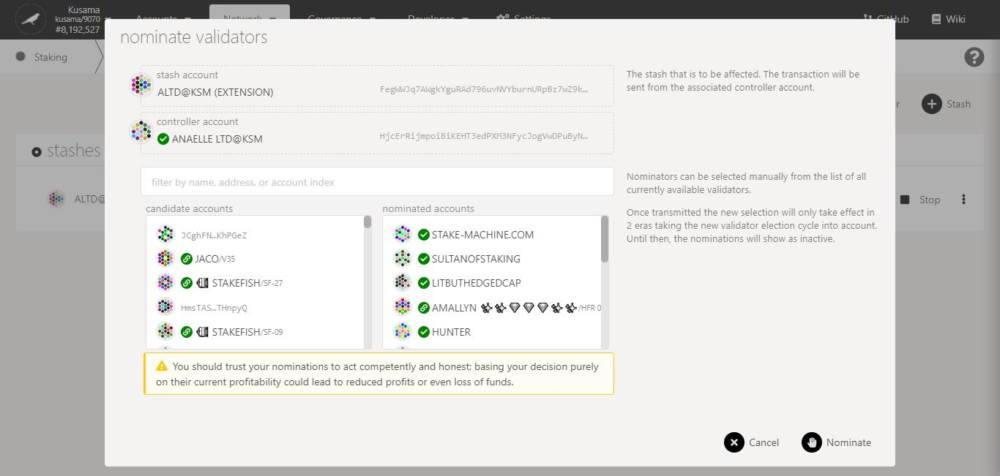 Kusama
kusama/9070
#8,192,527
Accounts
Network
Governance
Developer
Settings
GitHub
Wiki
Staking
nominate validators
stash account
ALTD@KSM (EXTENSION)
FegWWJq7AWgkYguRAd796uvNVYburnURpBz7wZ9k…
The stash that is to be affected. The transaction will be
sent from the associated controller account.
controller account
ANAELLE LTD@KSM
HjcErRijmpoiBiKEHT3edPXM3NFycJogVwDPuByN…
r
Stash
stashes
ALTD@
Stop
filter by name, address, or account index
Nominators can be selected manually from the list of all
currently available validators.
Once transmitted the new selection will only take effect in
2 eras taking the new validator election cycle into account.
Until then, the nominations will show as inactive.
candidate accounts
JCghFN…KhPGeZ
JACO/V35
STAKEFISH/SF-27
HmsTAS…THnpyQ
STAKEFISH/SF-09
nominated accounts
STAKE-MACHINE.COM
SULTANOFSTAKING
LITBUTHEDGEDCAP
AMALLYN /HFR 0
HUNTER
You should trust your nominations to act competently and honest; basing your decision purely
on their current profitability could lead to reduced profits or even loss of funds.
Cancel
Nominate